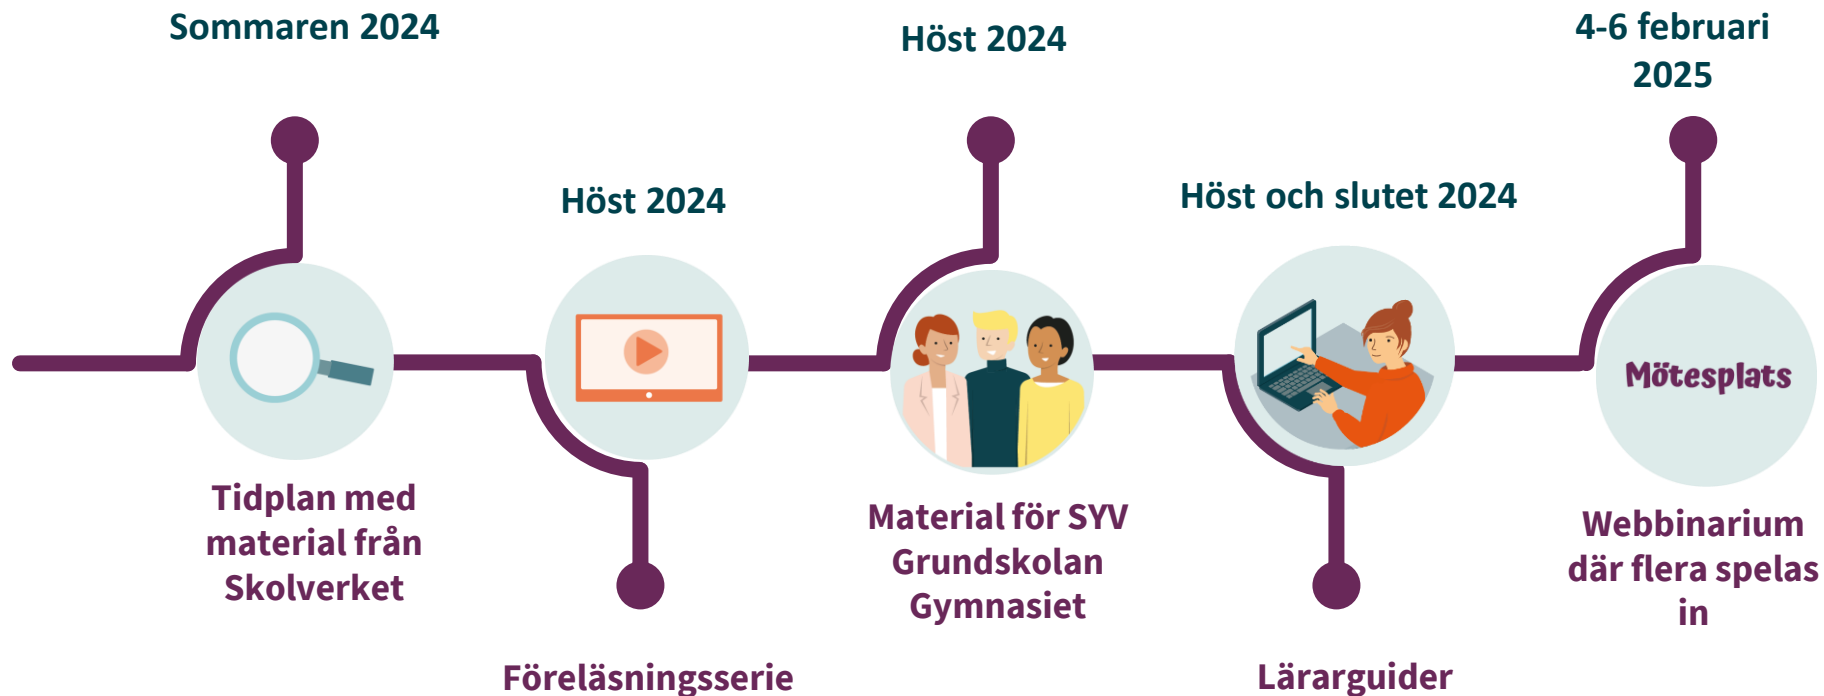 Sommaren 2024
Tidplan med
material från
Skolverket
Höst 2024
Föreläsningsserie
Höst 2024
Material för SYV
Grundskolan
Gymnasiet
Höst och slutet 2024
Lärarguider
4-6 februari
2025
Mötesplats
Webbinarium
där flera spelas
in